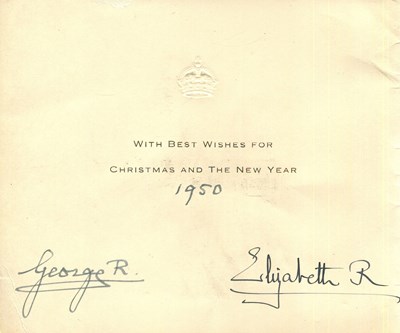 With Best Wishes for
Christmas and The New Year
1950
George R.
Elizabeth R